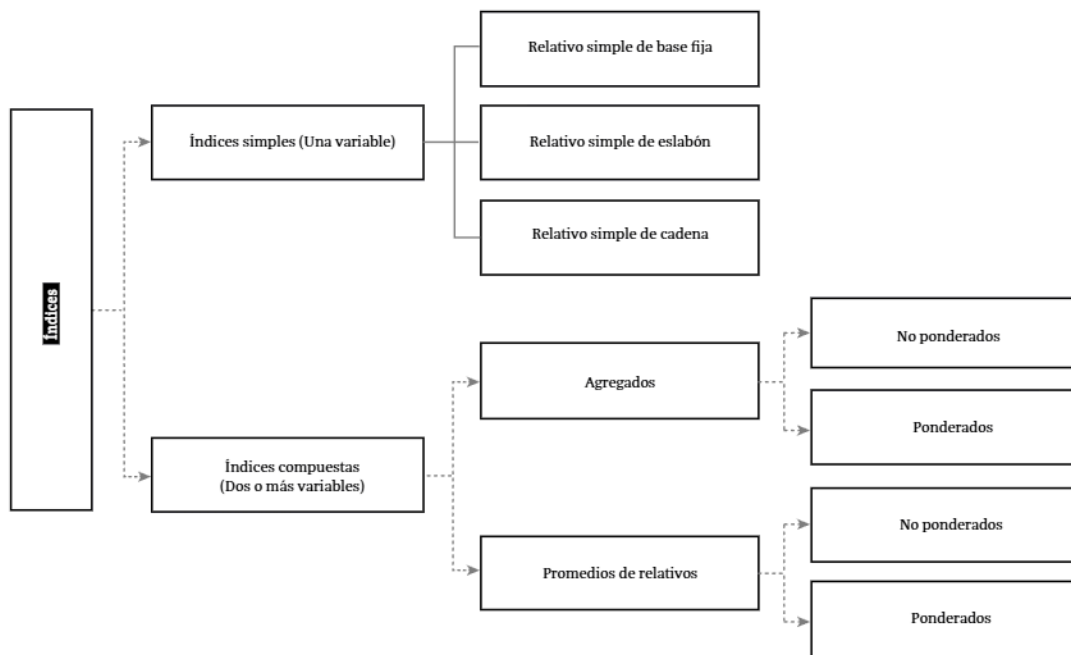 Índices
Índices simples (Una variable)
Relativo simple de base fija
Relativo simple de eslabón
Relativo simple de cadena
Índices compuestas
(Dos o más variables)
Agregados
No ponderados
Ponderados
Promedios de relativos
No ponderados
Ponderados